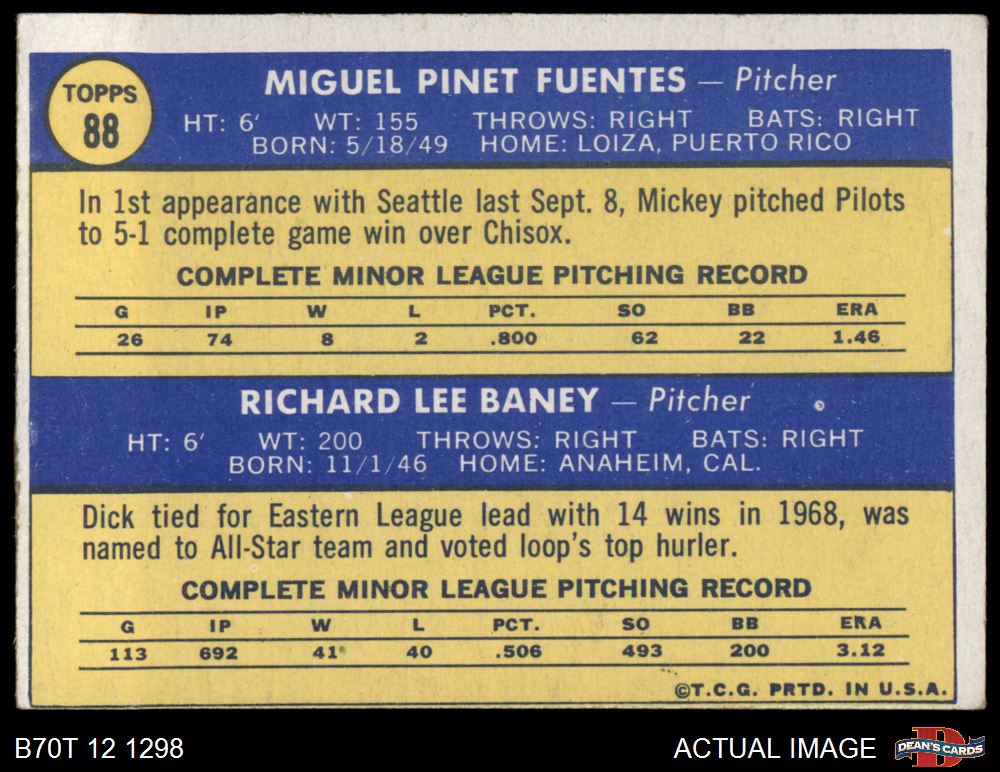 TOPPS
88
MIGUEL PINET FUENTES — Pitcher
HT: 6' WT: 155 THROWS: RIGHT BATS: RIGHT
BORN: 5/18/49 HOME: LOIZA, PUERTO RICO
In 1st appearance with Seattle last Sept. 8, Mickey pitched Pilots
to 5-1 complete game win over Chisox.
COMPLETE MINOR LEAGUE PITCHING RECORD
G IP W L PCT. SO BB ERA
26 74 8 2 .800 62 22 1.46
RICHARD LEE BANEY — Pitcher
HT: 6' WT: 200 THROWS: RIGHT BATS: RIGHT
BORN: 11/1/46 HOME: ANAHEIM, CAL.
Dick tied for Eastern League lead with 14 wins in 1968, was
named to All-Star team and voted loop's top hurler.
COMPLETE MINOR LEAGUE PITCHING RECORD
G IP W L PCT. SO BB ERA
113 692 41 40 .506 493 200 3.12
©T.C.G. PRTD. IN U.S.A.
B70T 12 1298
ACTUAL IMAGE
D
DEAN'S CARDS